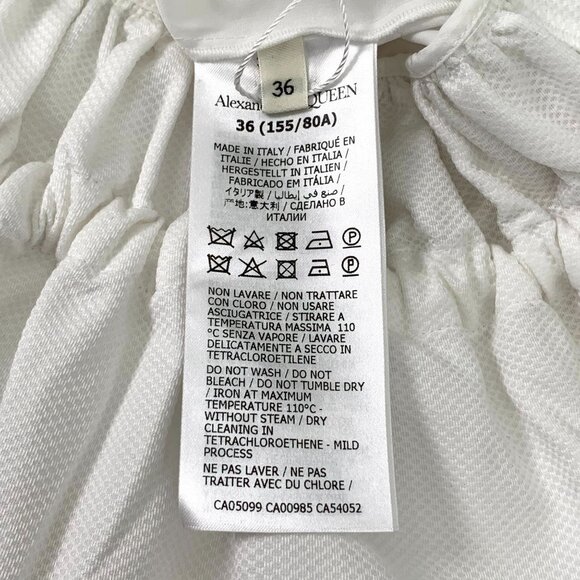 36
Alexan QUEEN
36 (155/80A)
MADE IN ITALY / FABRIQUÉ EN
ITALIE / HECHO EN ITALIA /
HERGESTELLT IN ITALIEN /
FABRICADO EM ITÁLIA /
イタリア製 / صنع في إيطاليا /
产地:意大利 / СДЕЛАНО В
ИТАЛИИ
P
P
NON LAVARE / NON TRATTARE
CON CLORO / NON USARE
ASCIUGATRICE / STIRARE A
TEMPERATURA MASSIMA 110
°C SENZA VAPORE / LAVARE
DELICATAMENTE A SECCO IN
TETRACLOROETILENE
DO NOT WASH / DO NOT
BLEACH / DO NOT TUMBLE DRY
/ IRON AT MAXIMUM
TEMPERATURE 110°C -
WITHOUT STEAM / DRY
CLEANING IN
TETRACHLOROETHENE - MILD
PROCESS
NE PAS LAVER / NE PAS
TRAITER AVEC DU CHLORE /
CA05099 CA00985 CA54052